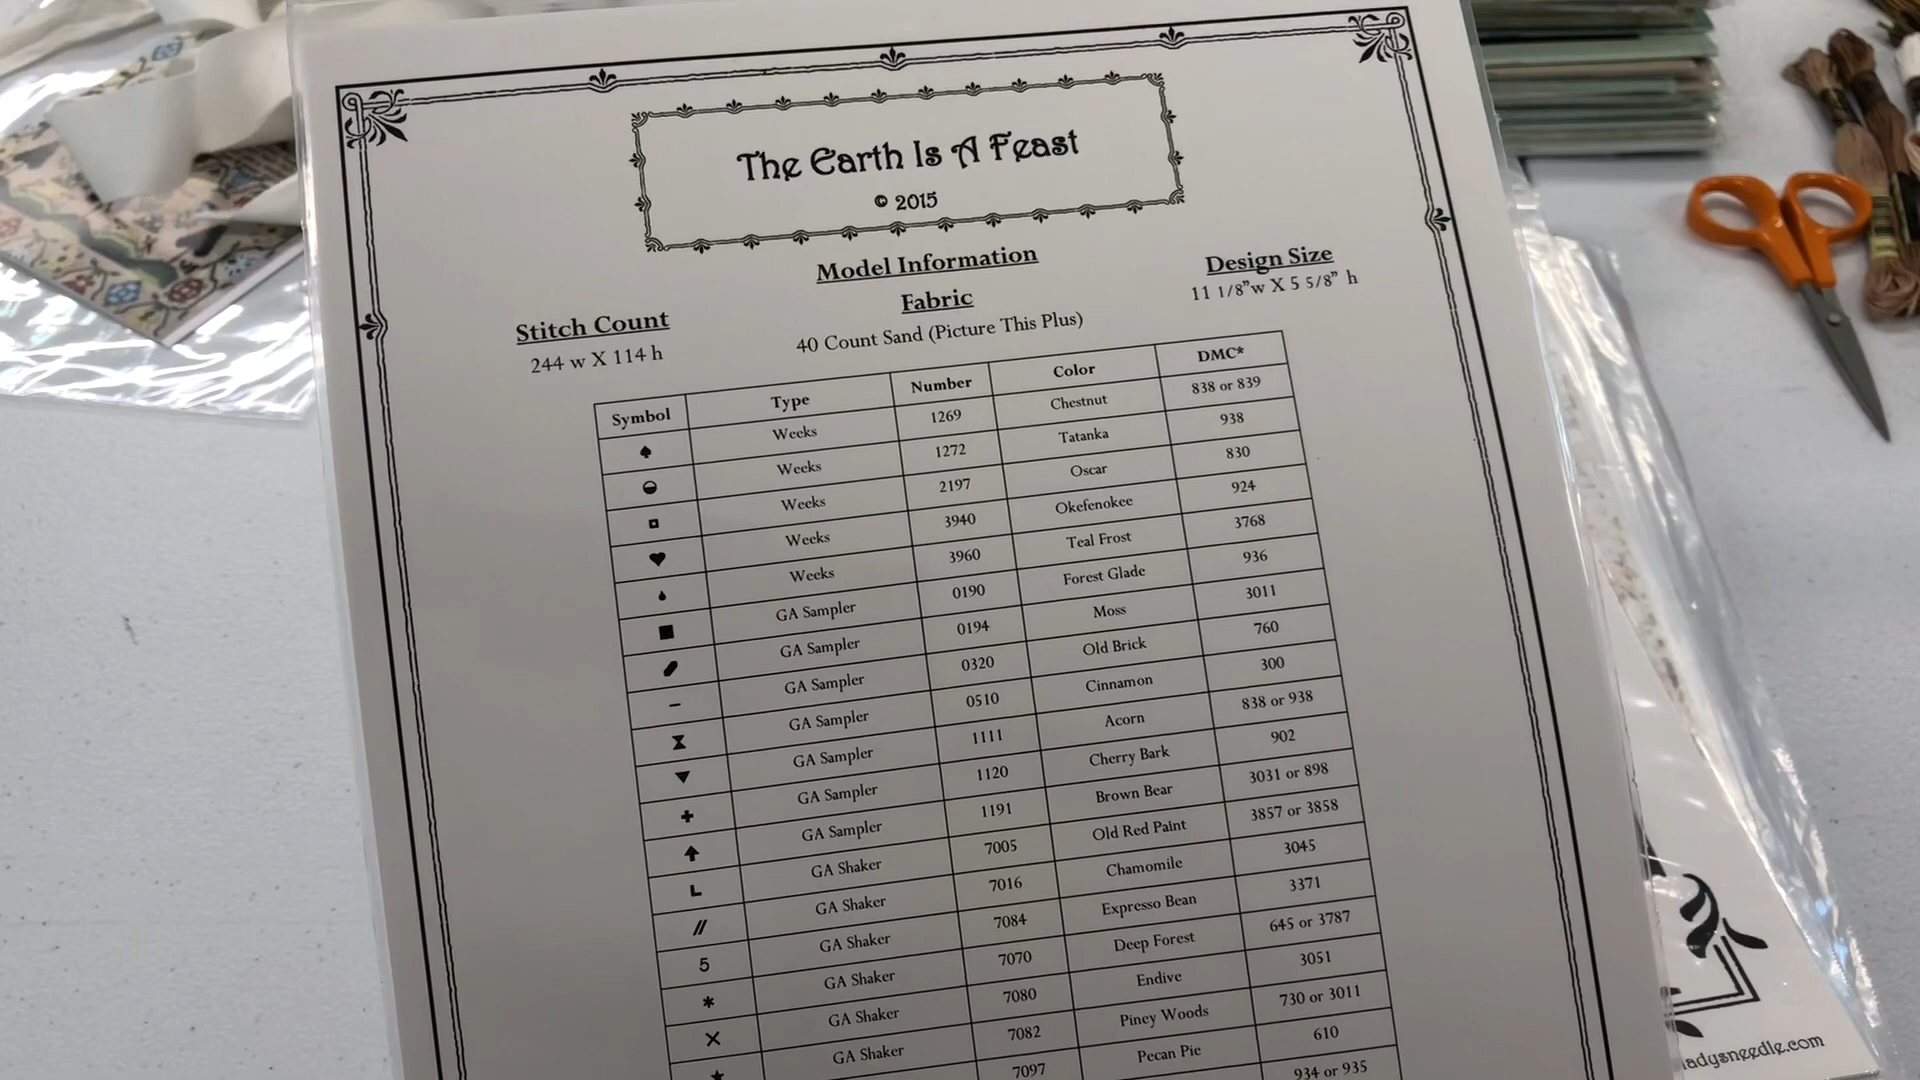 The Earth Is A Feast
© 2015
Model Information
Stitch Count
244 w X 114 h
Fabric
40 Count Sand (Picture This Plus)
Design Size
11 1/8”w X 5 5/8” h
Symbol Type Number Color DMC*
♠ Weeks 1269 Chestnut 838 or 839
◒ Weeks 1272 Tatanka 938
◘ Weeks 2197 Oscar 830
♥ Weeks 3940 Okefenokee 924
Weeks 3960 Teal Frost 3768
■ GA Sampler 0190 Forest Glade 936
GA Sampler 0194 Moss 3011
– GA Sampler 0320 Old Brick 760
⧗ GA Sampler 0510 Cinnamon 300
▼ GA Sampler 1111 Acorn 838 or 938
✚ GA Sampler 1120 Cherry Bark 902
⬆ GA Sampler 1191 Brown Bear 3031 or 898
L GA Shaker 7005 Old Red Paint 3857 or 3858
// GA Shaker 7016 Chamomile 3045
5 GA Shaker 7084 Expresso Bean 3371
* GA Shaker 7070 Deep Forest 645 or 3787
X GA Shaker 7080 Endive 3051
★ GA Shaker 7082 Piney Woods 730 or 3011
7097 Pecan Pie 610
934 or 935
adysneedle.com